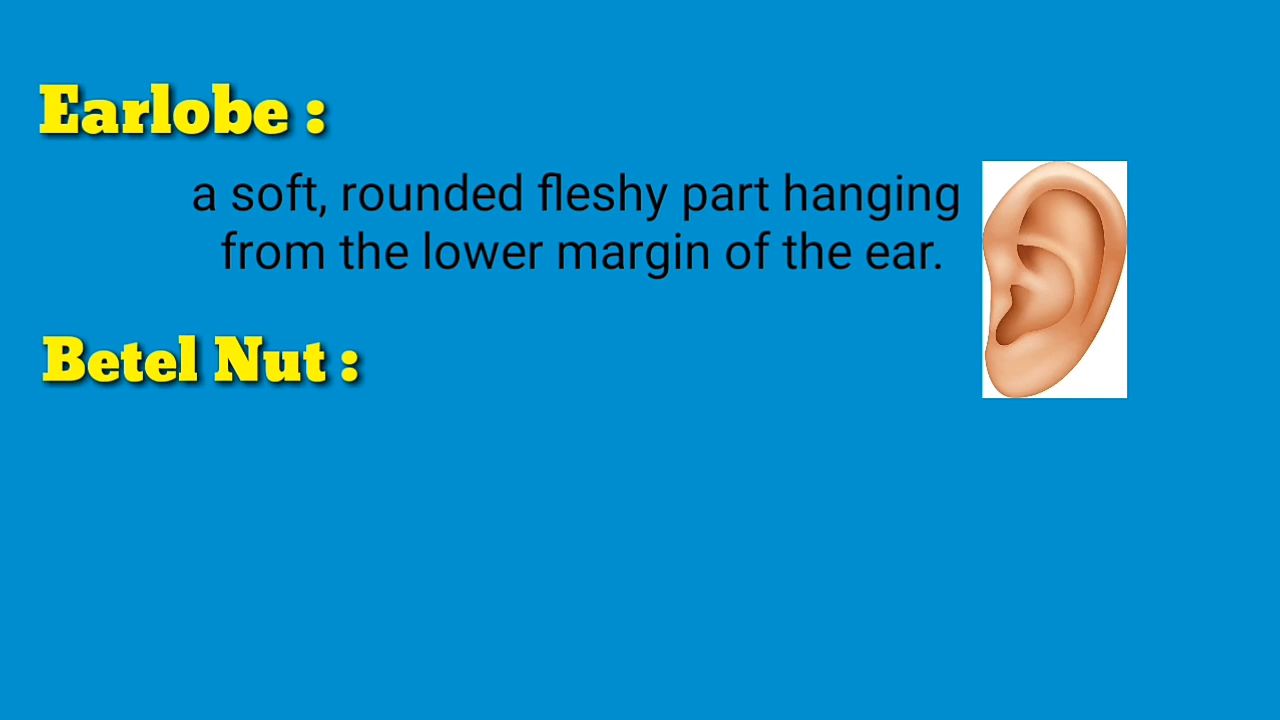 Earlobe :
a soft, rounded fleshy part hanging
from the lower margin of the ear.
Betel Nut :